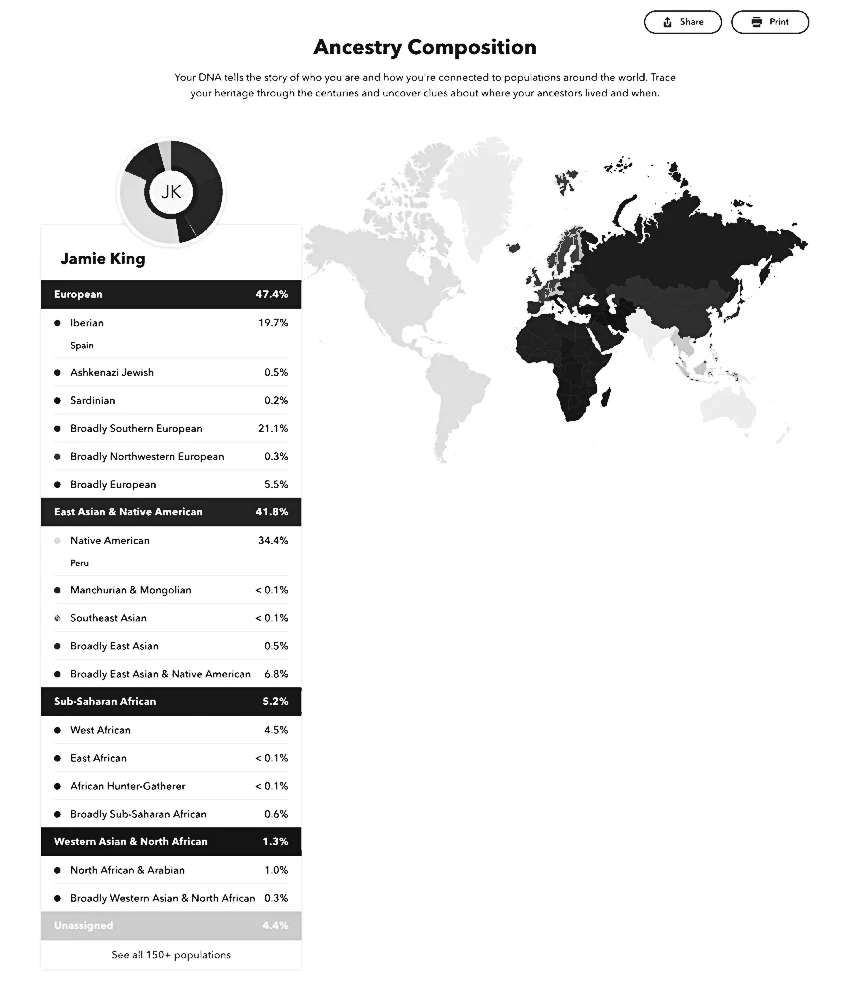 Share Print
Ancestry Composition
Your DNA tells the story of who you are and how you're connected to populations around the world. Trace
your heritage through the centuries and uncover clues about where your ancestors lived and when.
JK
Jamie King
European 47.4%
Iberian 19.7%
Spain
Ashkenazi Jewish 0.5%
Sardinian 0.2%
Broadly Southern European 21.1%
Broadly Northwestern European 0.3%
Broadly European 5.5%
East Asian & Native American 41.8%
Native American 34.4%
Peru
Manchurian & Mongolian < 0.1%
Southeast Asian < 0.1%
Broadly East Asian 0.5%
Broadly East Asian & Native American 6.8%
Sub-Saharan African 5.2%
West African 4.5%
East African < 0.1%
African Hunter-Gatherer < 0.1%
Broadly Sub-Saharan African 0.6%
Western Asian & North African 1.3%
North African & Arabian 1.0%
Broadly Western Asian & North African 0.3%
Unassigned 4.4%
See all 150+ populations